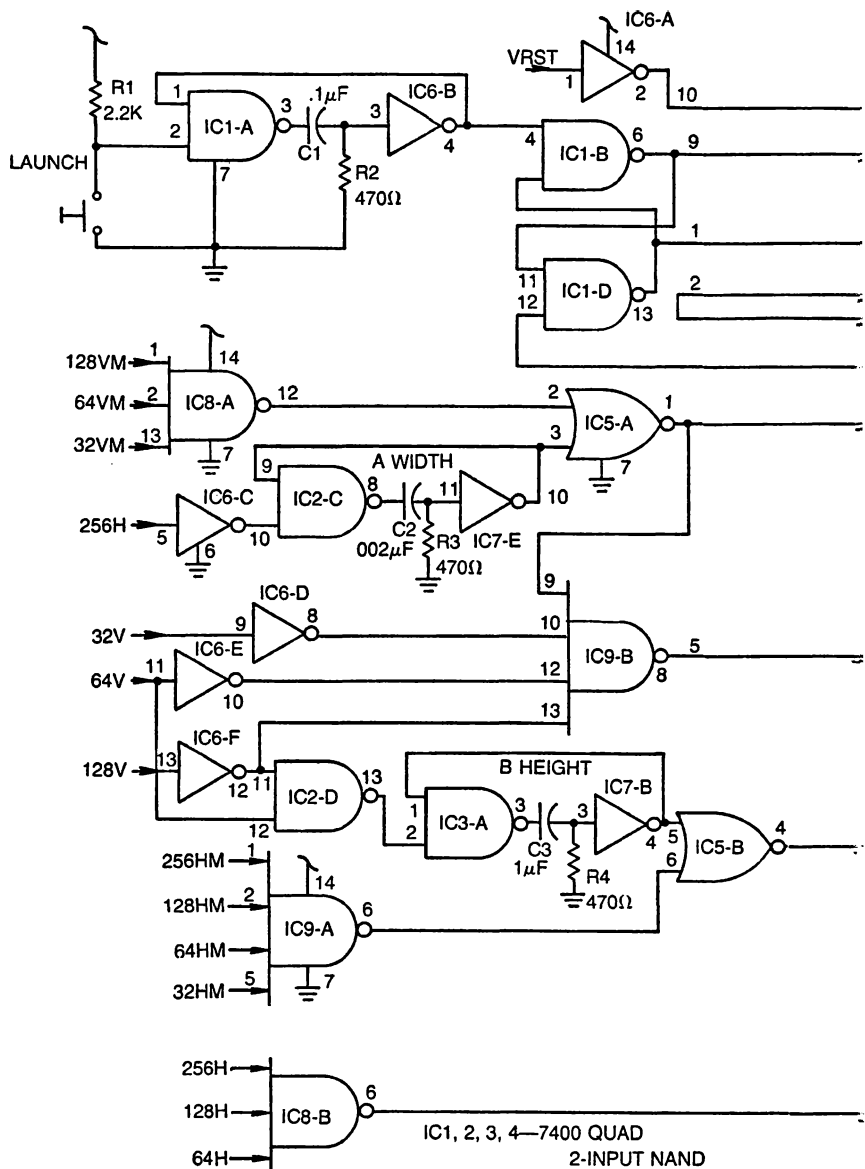 IC6-A
14
VRST
1
2
10
R1
2.2K
1
2
IC1-A
3
.1μF
C1
3
IC6-B
4
4
IC1-B
6
9
LAUNCH
7
R2
470Ω
1
11
12
IC1-D
13
2
128VM
1
14
64VM
2
IC8-A
12
2
IC5-A
1
32VM
13
7
3
7
A WIDTH
9
IC2-C
8
11
10
IC6-C
256H
5
6
10
C2
002μF
R3
470Ω
IC7-E
9
IC6-D
32V
9
8
10
IC9-B
5
8
64V
11
IC6-E
10
12
13
128V
13
IC6-F
12
11
IC2-D
13
12
B HEIGHT
1
2
IC3-A
3
C3
1μF
3
IC7-B
4
R4
470Ω
5
6
IC5-B
4
256HM
1
14
128HM
2
IC9-A
6
64HM
32HM
5
7
256H
128H
IC8-B
6
64H
IC1, 2, 3, 4—7400 QUAD
2-INPUT NAND